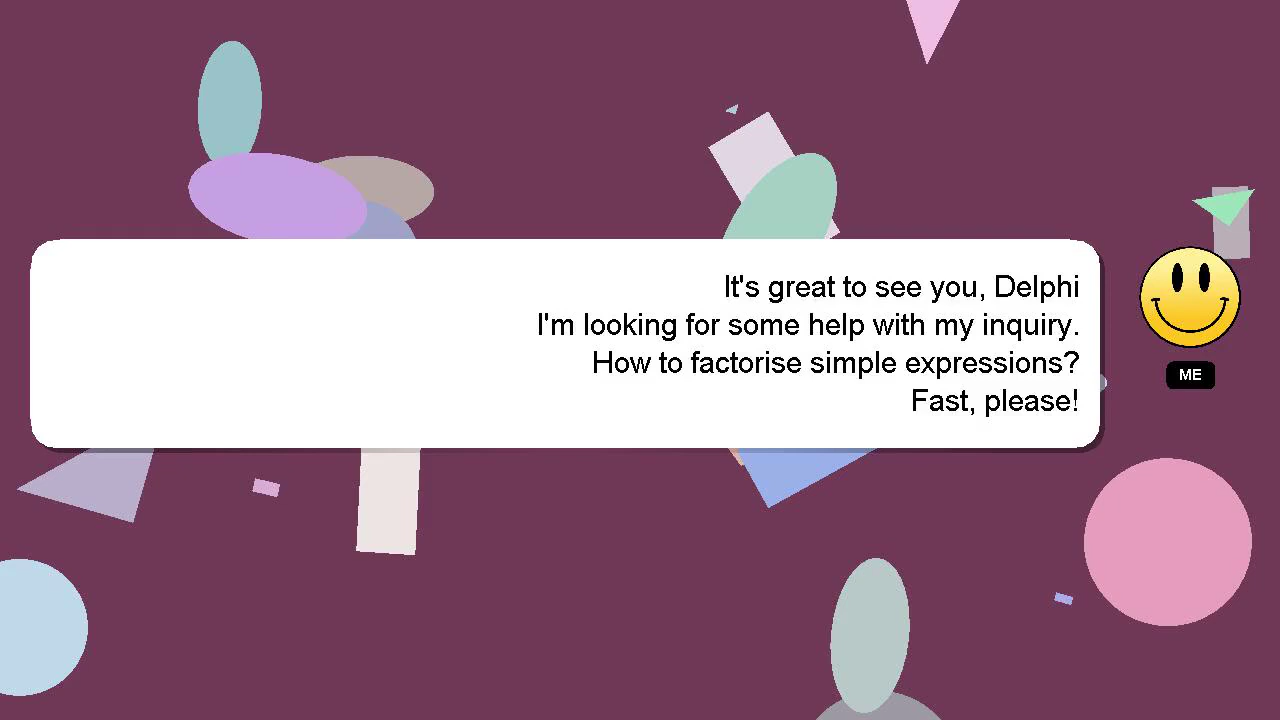 It's great to see you, Delphi
I'm looking for some help with my inquiry.
How to factorise simple expressions?
Fast, please!
ME